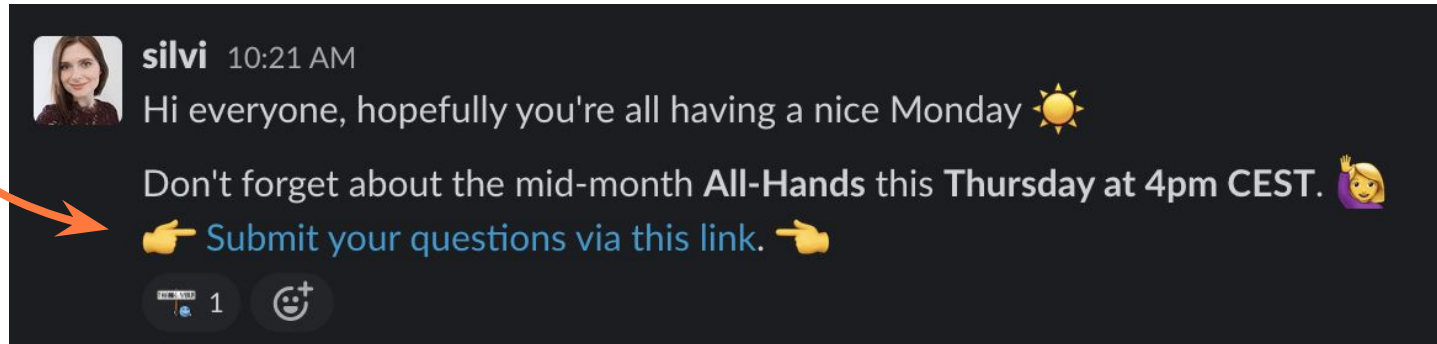 silvi 10:21 AM
Hi everyone, hopefully you're all having a nice Monday ☀️
Don't forget about the mid-month All-Hands this Thursday at 4pm CEST. 🙋‍♀️
👉 Submit your questions via this link. 👈
1